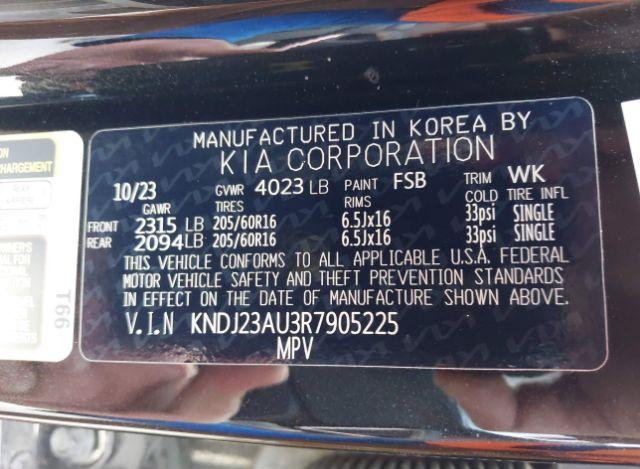 MANUFACTURED IN KOREA BY
KIA CORPORATION
10/23 GVWR 4023 LB PAINT FSB TRIM WK
GAWR TIRES RIMS COLD TIRE INFL
FRONT 2315 LB 205/60R16 6.5Jx16 33psi SINGLE
REAR 2094 LB 205/60R16 6.5Jx16 33psi SINGLE
THIS VEHICLE CONFORMS TO ALL APPLICABLE U.S.A. FEDERAL
MOTOR VEHICLE SAFETY AND THEFT PREVENTION STANDARDS
IN EFFECT ON THE DATE OF MANUFACTURE SHOWN ABOVE.
V.I.N KNDJ23AU3R7905225
MPV
T66